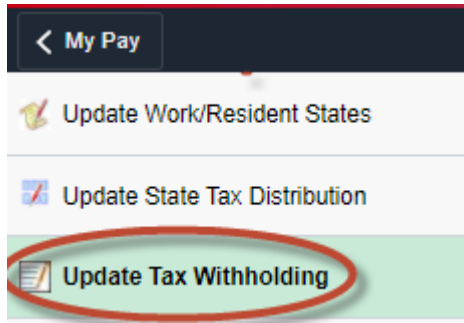 My Pay
Update Work/Resident States
Update State Tax Distribution
Update Tax Withholding